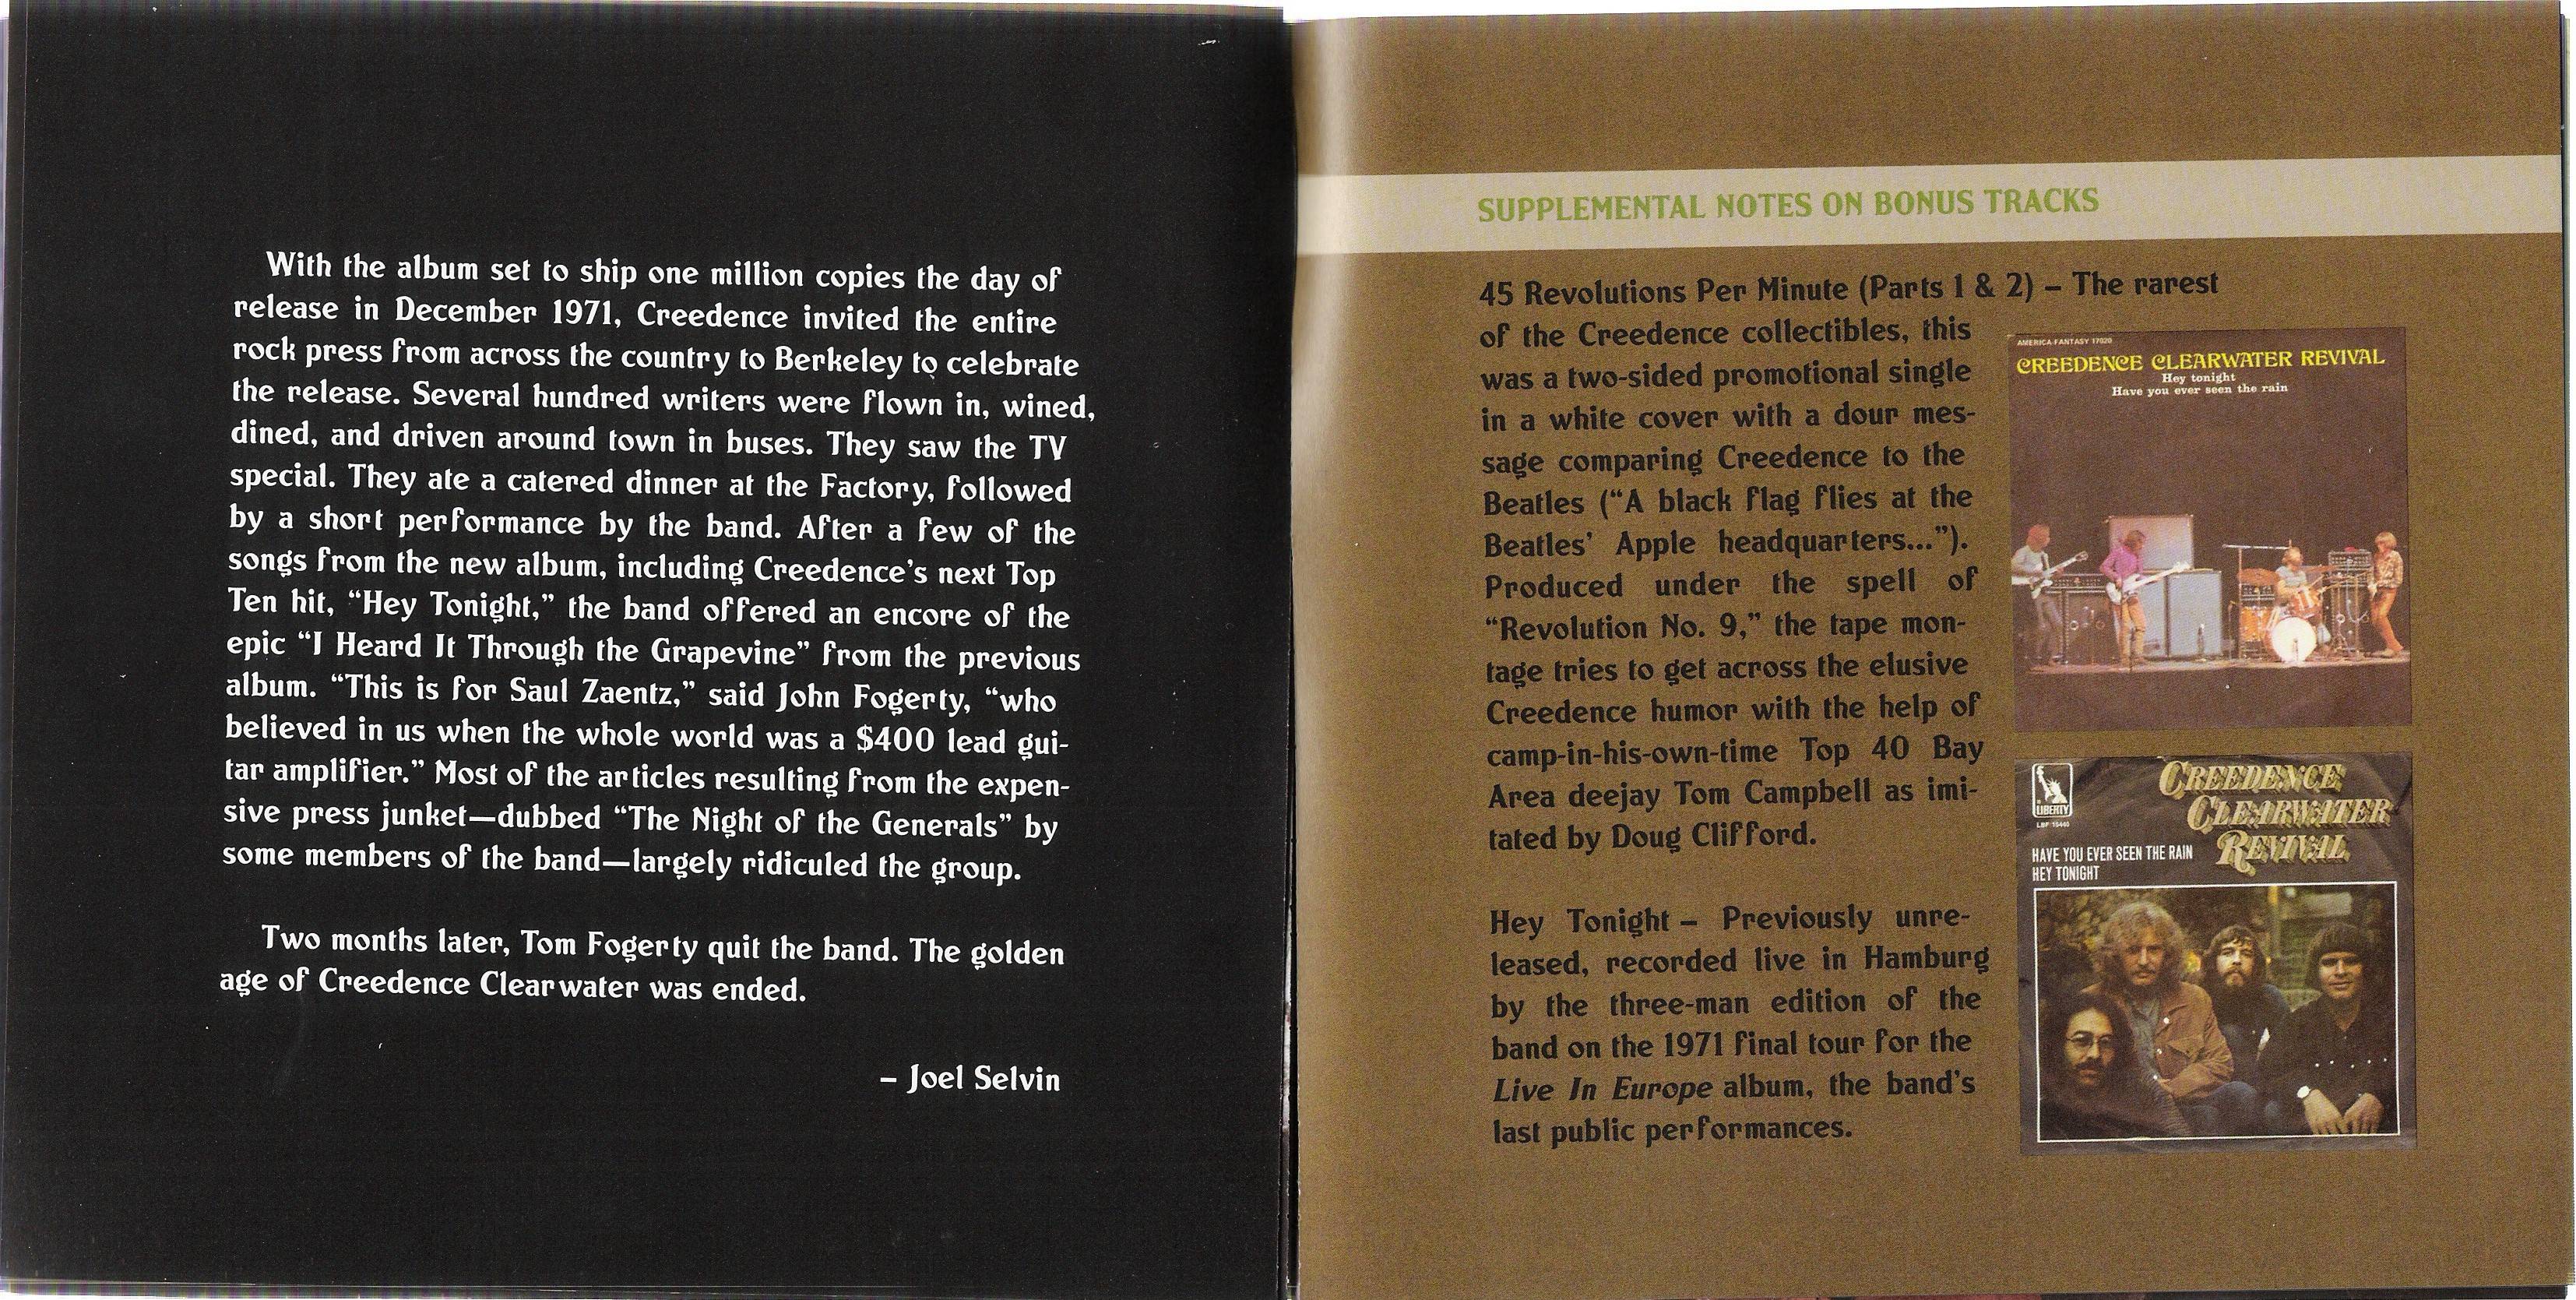 With the album set to ship one million copies the day of
release in December 1971, Creedence invited the entire
rock press from across the country to Berkeley to celebrate
the release. Several hundred writers were flown in, wined,
dined, and driven around town in buses. They saw the TV
special. They ate a catered dinner at the Factory, followed
by a short performance by the band. After a few of the
songs from the new album, including Creedence's next Top
Ten hit, “Hey Tonight,” the band offered an encore of the
epic “I Heard It Through the Grapevine” from the previous
album. “This is for Saul Zaentz,” said John Fogerty, “who
believed in us when the whole world was a $400 lead gui-
tar amplifier.” Most of the articles resulting from the expen-
sive press junket—dubbed “The Night of the Generals” by
some members of the band—largely ridiculed the group.
Two months later, Tom Fogerty quit the band. The golden
age of Creedence Clearwater was ended.
– Joel Selvin
SUPPLEMENTAL NOTES ON BONUS TRACKS
45 Revolutions Per Minute (Parts 1 & 2) – The rarest
of the Creedence collectibles, this
was a two-sided promotional single
in a white cover with a dour mes-
sage comparing Creedence to the
Beatles (“A black flag flies at the
Beatles’ Apple headquarters...”).
Produced under the spell of
“Revolution No. 9,” the tape mon-
tage tries to get across the elusive
Creedence humor with the help of
camp-in-his-own-time Top 40 Bay
Area deejay Tom Campbell as imi-
tated by Doug Clifford.
Hey Tonight – Previously unre-
leased, recorded live in Hamburg
by the three-man edition of the
band on the 1971 final tour for the
Live In Europe album, the band's
last public performances.
AMERICA-FANTASY 17020
CREEDENCE CLEARWATER REVIVAL
Hey tonight
Have you ever seen the rain
LIBERTY
LBF 15440
CREEDENCE
CLEARWATER
REVIVAL
HAVE YOU EVER SEEN THE RAIN
HEY TONIGHT